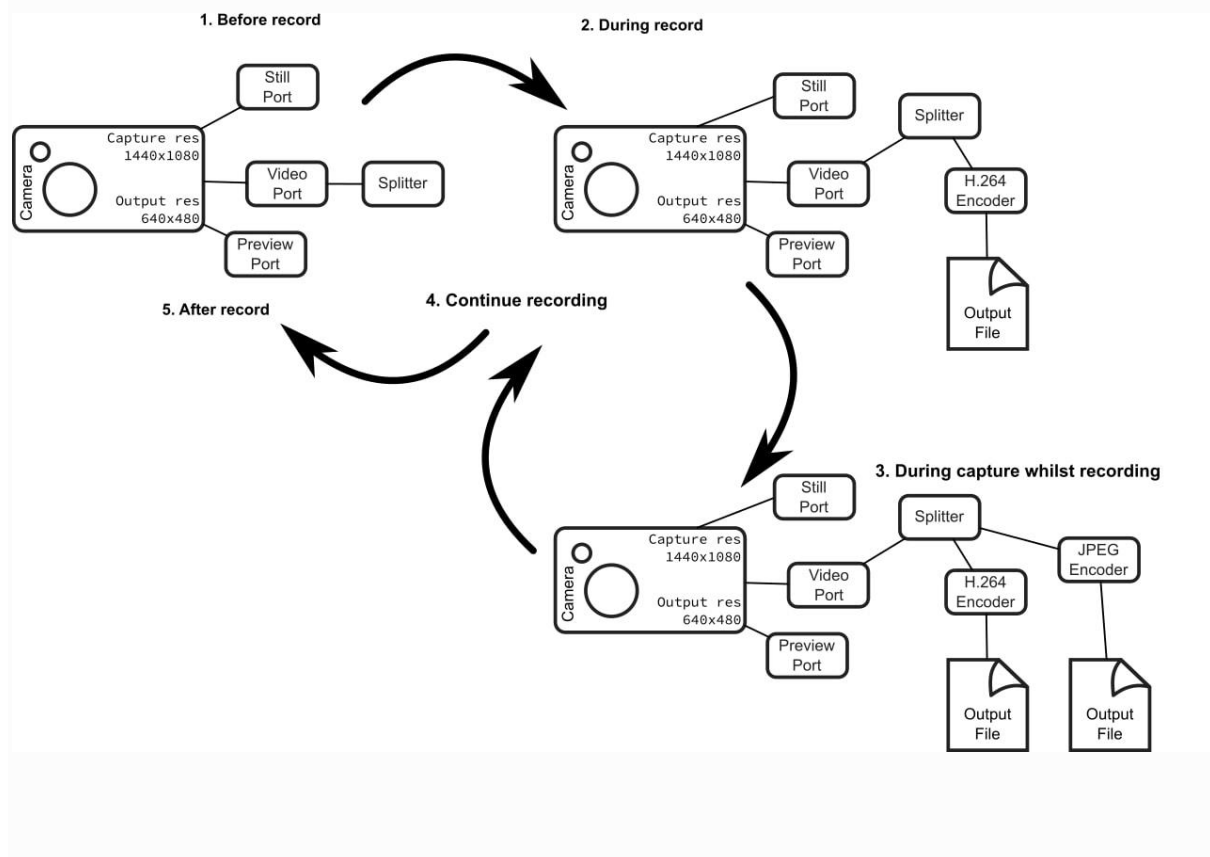 1. Before record
Still
Port
Capture res
1440x1080
Camera
Output res
640x480
Video
Port
Splitter
Preview
Port
2. During record
Still
Port
Capture res
1440x1080
Camera
Output res
640x480
Video
Port
Splitter
H.264
Encoder
Preview
Port
Output
File
5. After record
4. Continue recording
3. During capture whilst recording
Still
Port
Capture res
1440x1080
Camera
Output res
640x480
Video
Port
Splitter
JPEG
Encoder
H.264
Encoder
Preview
Port
Output
File
Output
File